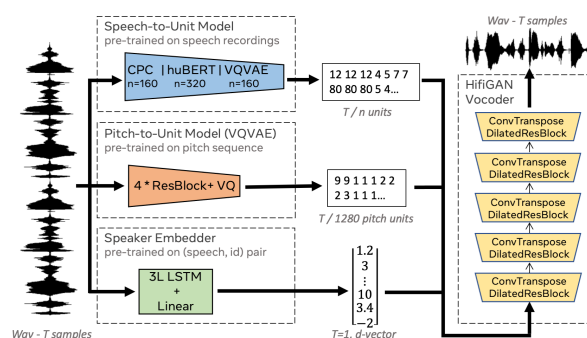 Wav - T samples
Speech-to-Unit Model
pre-trained on speech recordings
CPC | huBERT | VQVAE
n=160 n=320 n=160
12 12 12 4 5 7 7
80 80 80 5 4...
T / n units
Pitch-to-Unit Model (VQVAE)
pre-trained on pitch sequence
4 * ResBlock+ VQ
9 9 1 1 1 2 2
2 3 1 1 1...
T / 1280 pitch units
Speaker Embedder
pre-trained on (speech, id) pair
3L LSTM
+
Linear
1.2
3
⋮
10
3.4
−2
T=1, d-vector
Wav - T samples
HifiGAN
Vocoder
ConvTranspose
DilatedResBlock
ConvTranspose
DilatedResBlock
ConvTranspose
DilatedResBlock
ConvTranspose
DilatedResBlock
ConvTranspose
DilatedResBlock